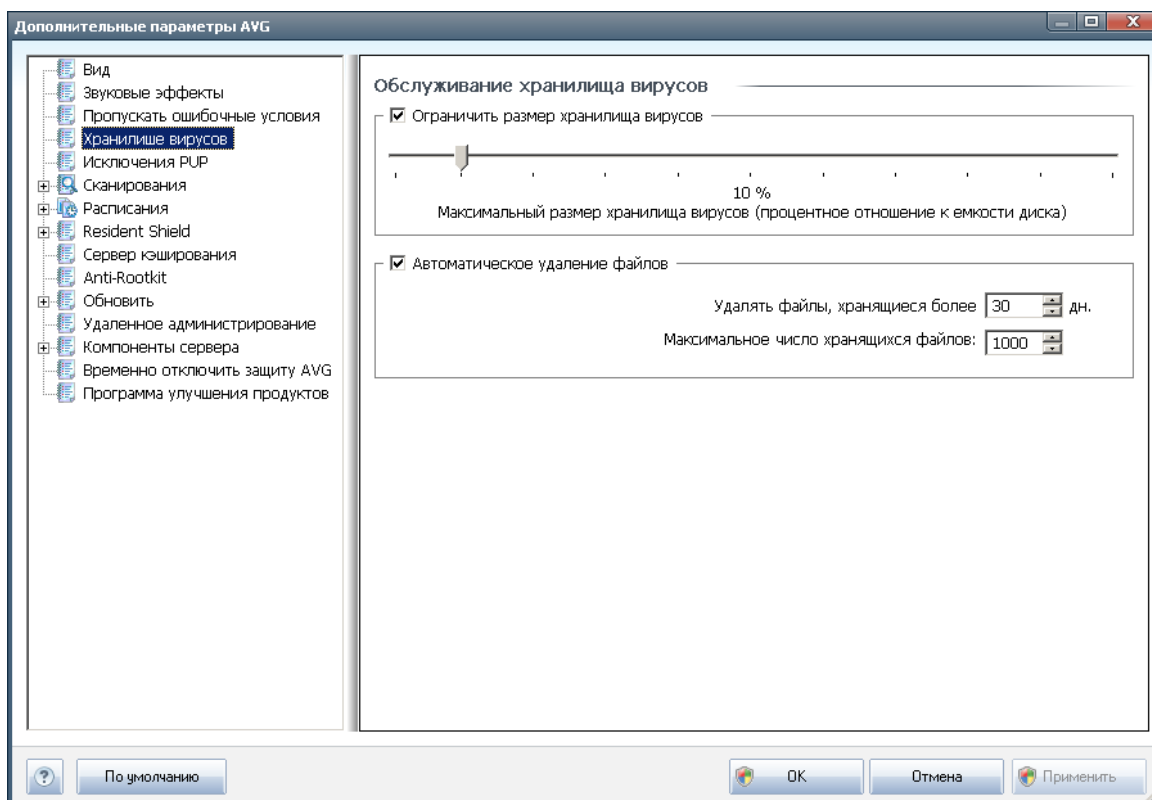 Дополнительные параметры AVG
Вид
Звуковые эффекты
Пропускать ошибочные условия
Хранилише вирусов
Исключения PUP
Сканирования
Расписания
Resident Shield
Сервер кэширования
Anti-Rootkit
Обновить
Удаленное администрирование
Компоненты сервера
Временно отключить защиту AVG
Программа улучшения продуктов
Обслуживание хранилища вирусов
Ограничить размер хранилища вирусов
10 %
Максимальный размер хранилища вирусов (процентное отношение к емкости диска)
Автоматическое удаление файлов
Удалять файлы, хранящиеся более 30 дн.
Максимальное число хранящихся файлов: 1000
? По умолчанию OK Отмена Применить